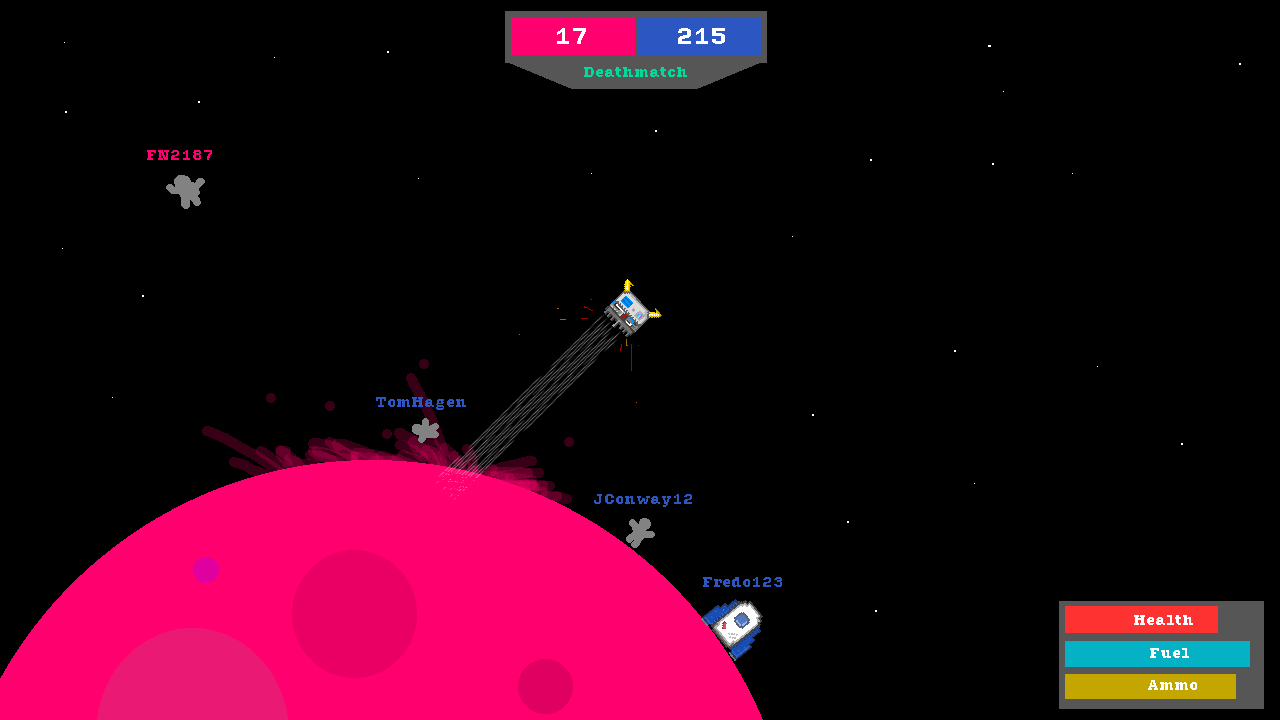 17 215
Deathmatch
FN2187
TomHagen
JConway12
Fredo123
Health
Fuel
Ammo